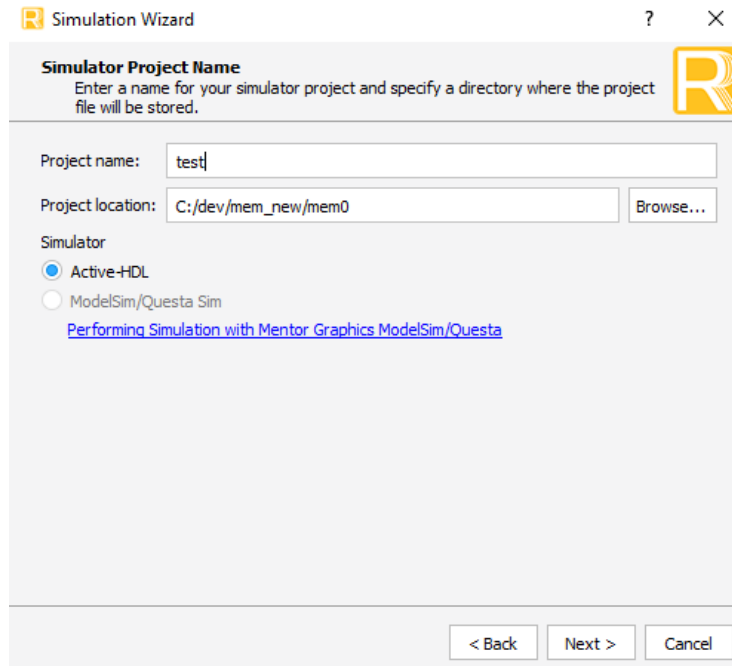 Simulation Wizard
Simulator Project Name
Enter a name for your simulator project and specify a directory where the project
file will be stored.
Project name: test
Project location: C:/dev/mem_new/mem0 Browse...
Simulator
Active-HDL
ModelSim/Questa Sim
Performing Simulation with Mentor Graphics ModelSim/Questa
< Back Next > Cancel